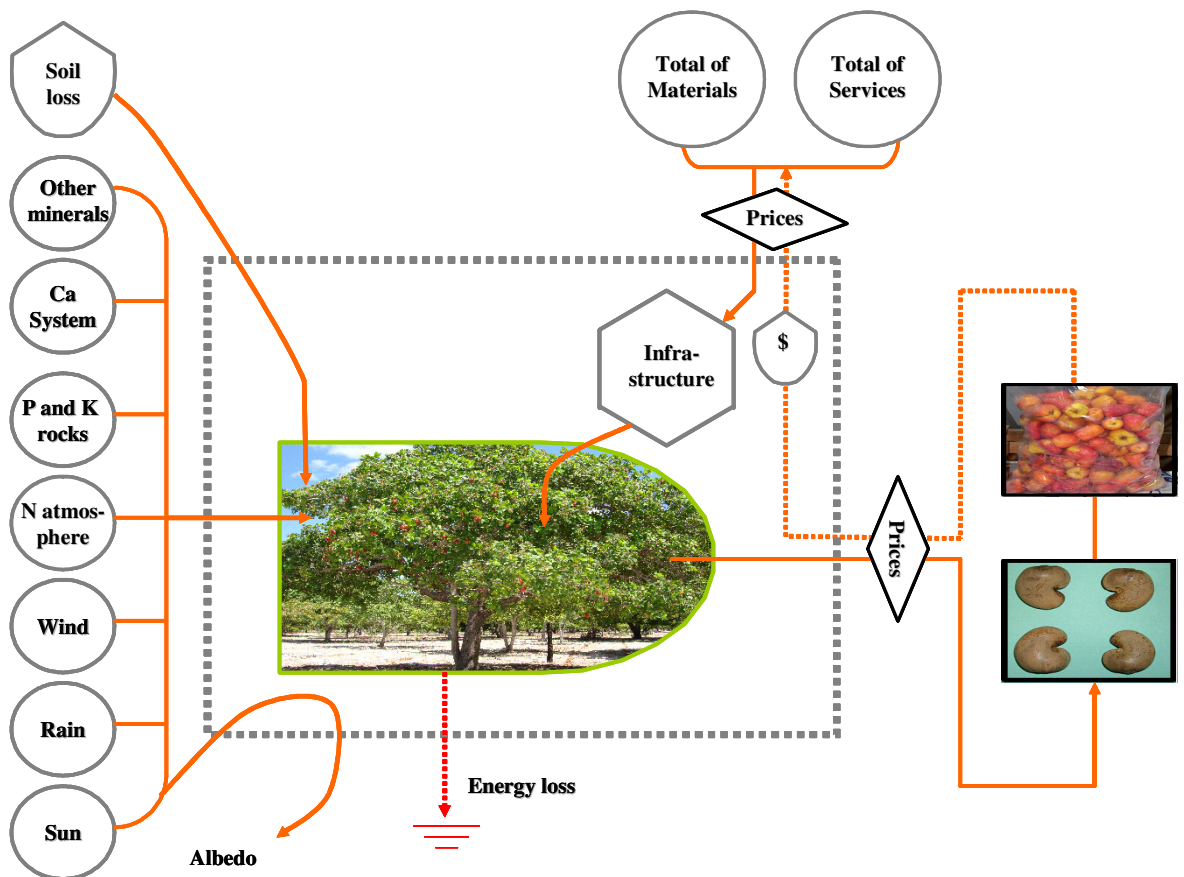 Soil
loss
Other
minerals
Ca
System
P and K
rocks
N atmos-
phere
Wind
Rain
Sun
Total of
Materials
Total of
Services
Prices
Infra-
structure
$
Prices
Energy loss
Albedo